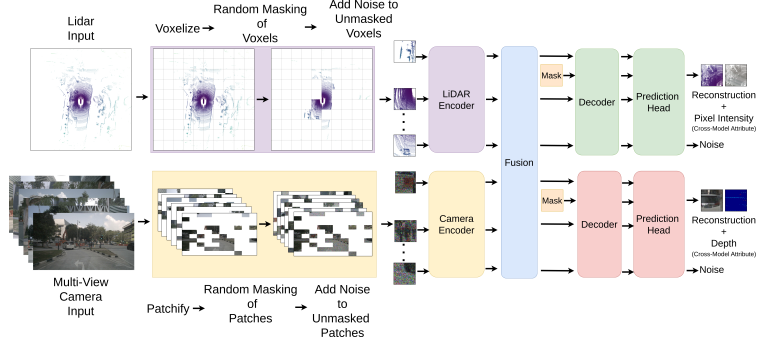 Lidar
Input
Voxelize
Random Masking
of
Voxels
Add Noise to
Unmasked
Voxels
LiDAR
Encoder
Fusion
Mask
Decoder
Prediction
Head
Reconstruction
+
Pixel Intensity
(Cross-Model Attribute)
Noise
Multi-View
Camera
Input
Patchify
Random Masking
of
Patches
Add Noise
to
Unmasked
Patches
Camera
Encoder
Mask
Decoder
Prediction
Head
Reconstruction
+
Depth
(Cross-Model Attribute)
Noise